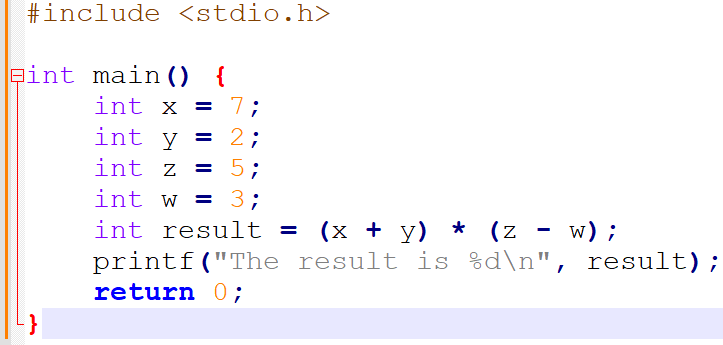 #include <stdio.h>

int main() {
    int x = 7;
    int y = 2;
    int z = 5;
    int w = 3;
    int result = (x + y) * (z - w);
    printf("The result is %d\n", result);
    return 0;
}